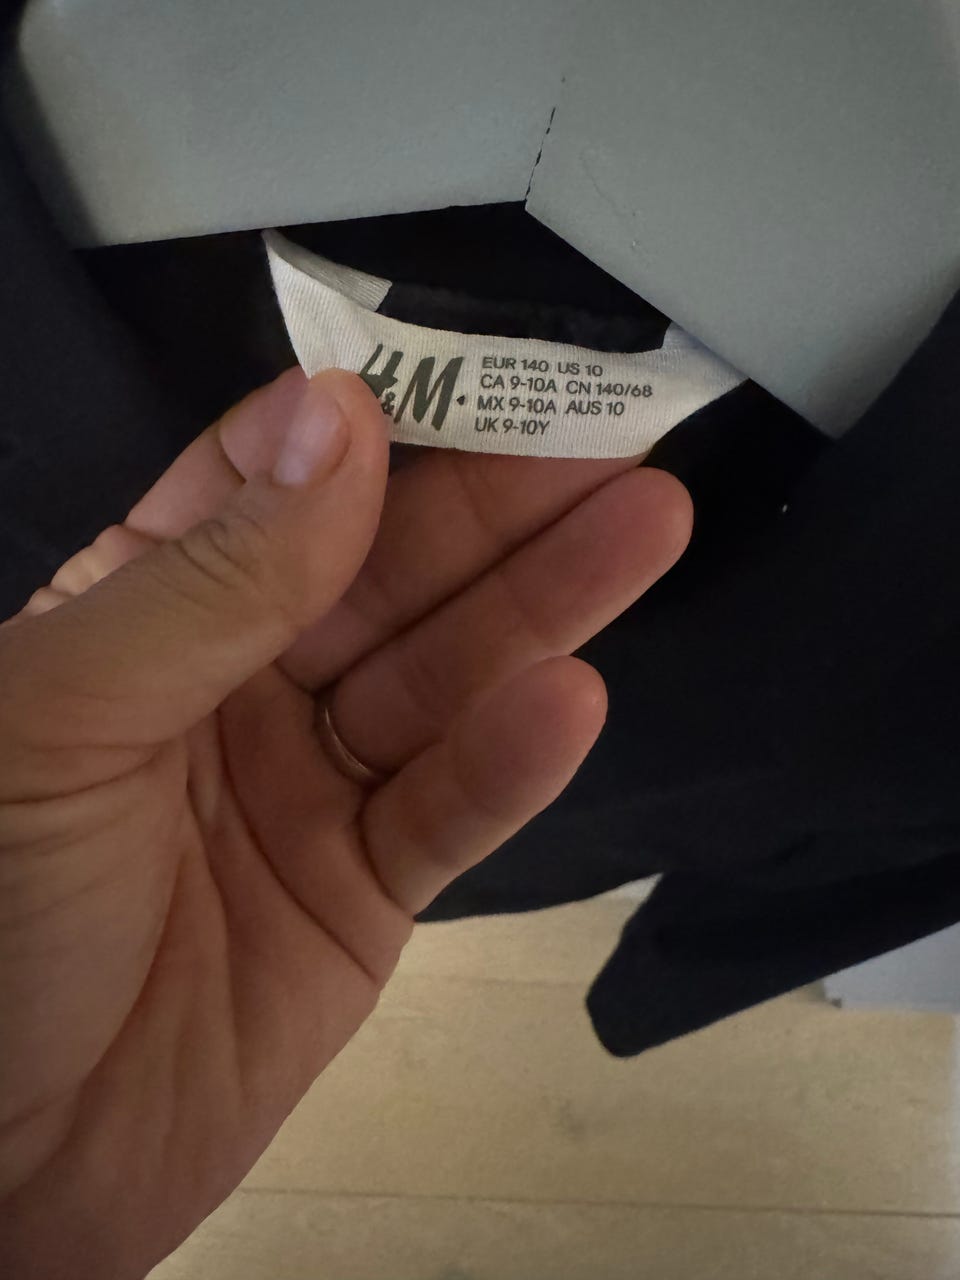 H&M
EUR 140 US 10
CA 9-10A CN 140/68
MX 9-10A AUS 10
UK 9-10Y